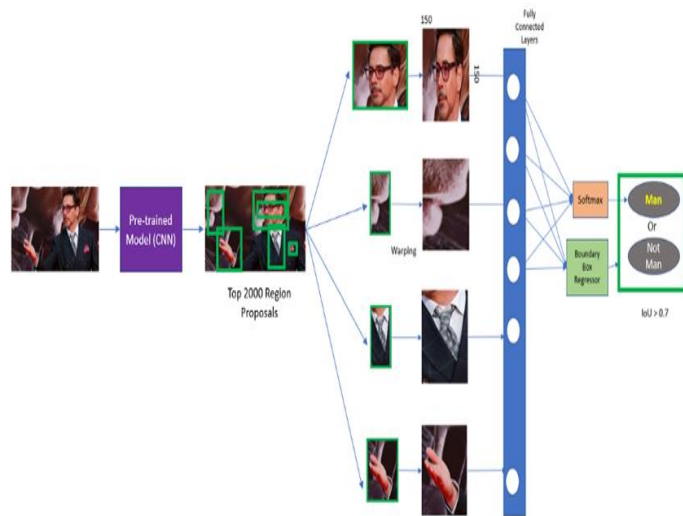 150
150
Fully
Connected
Layers
Pre-trained
Model (CNN)
Top 2000 Region
Proposals
Warping
Softmax
Boundary
Box
Regressor
Man
Or
Not
Man
IoU > 0.7